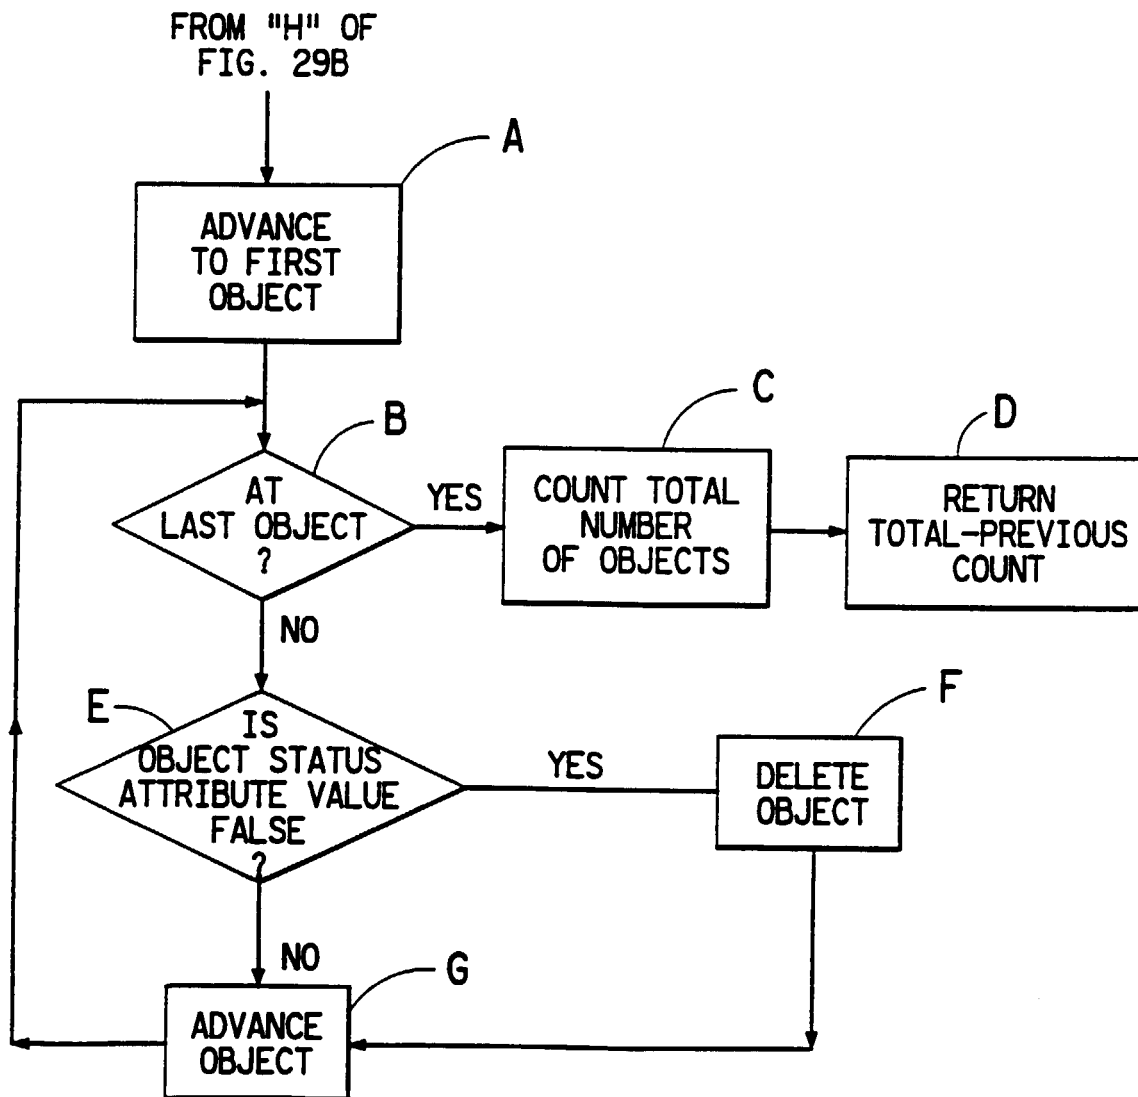 FROM "H" OF
FIG. 29B
A
ADVANCE
TO FIRST
OBJECT
B
AT
LAST OBJECT
?
YES
C
COUNT TOTAL
NUMBER
OF OBJECTS
D
RETURN
TOTAL-PREVIOUS
COUNT
NO
E
IS
OBJECT STATUS
ATTRIBUTE VALUE
FALSE
?
YES
F
DELETE
OBJECT
NO
G
ADVANCE
OBJECT